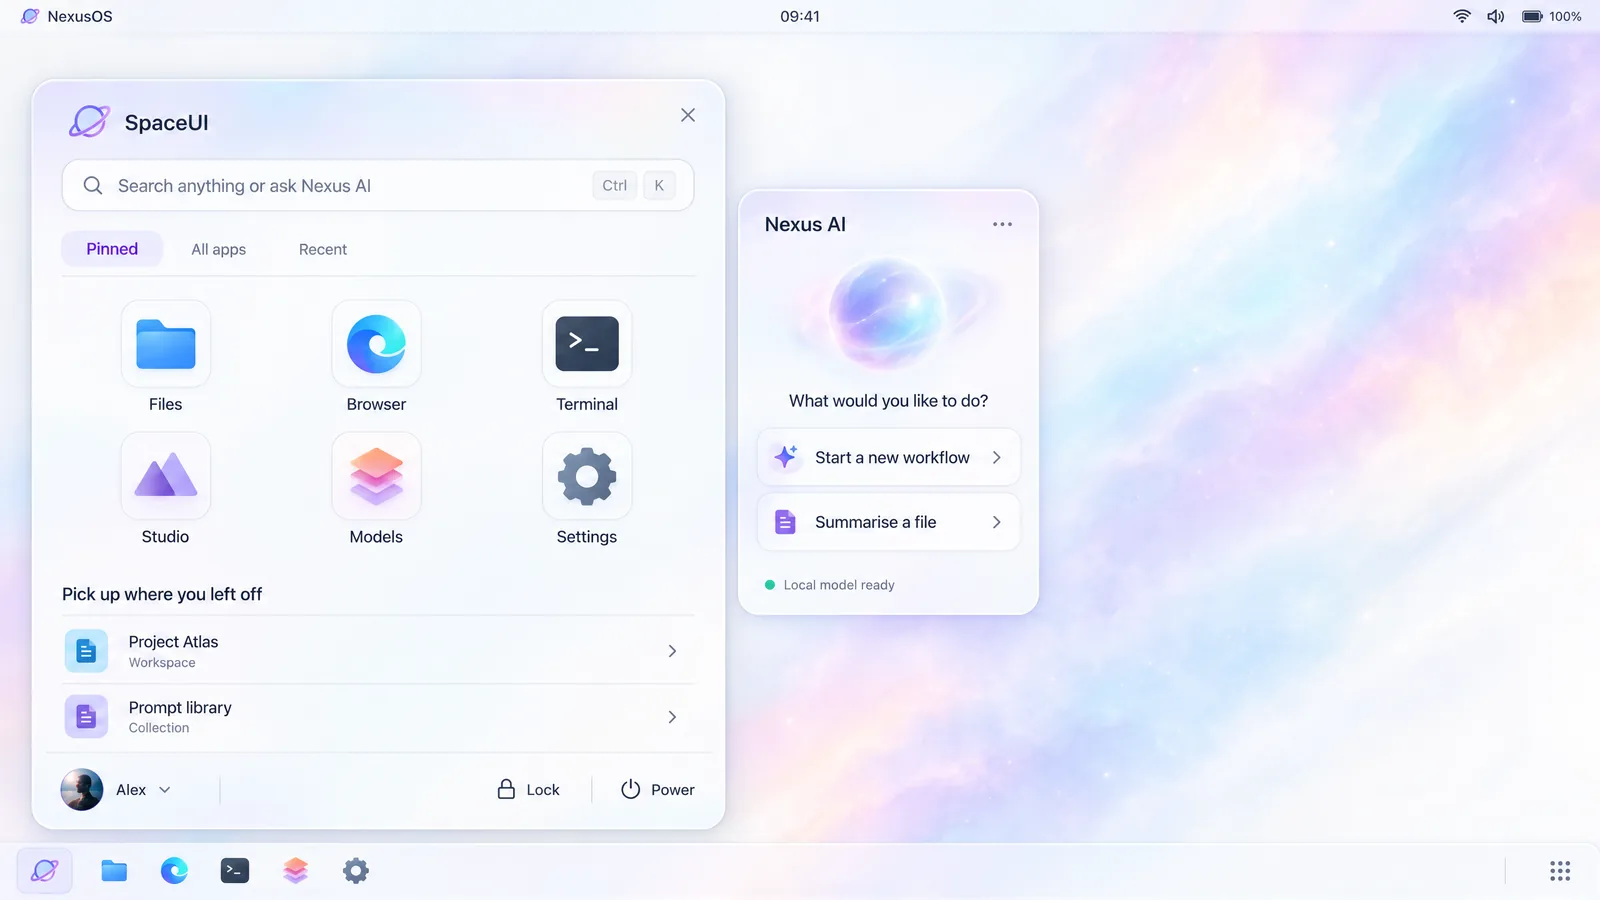 NexusOS
09:41
100%
SpaceUI
Search anything or ask Nexus AI
Ctrl
K
Pinned
All apps
Recent
Files
Browser
>_
Terminal
Studio
Models
Settings
Pick up where you left off
Project Atlas
Workspace
Prompt library
Collection
Alex
Lock
Power
Nexus AI
What would you like to do?
Start a new workflow
Summarise a file
Local model ready
>_